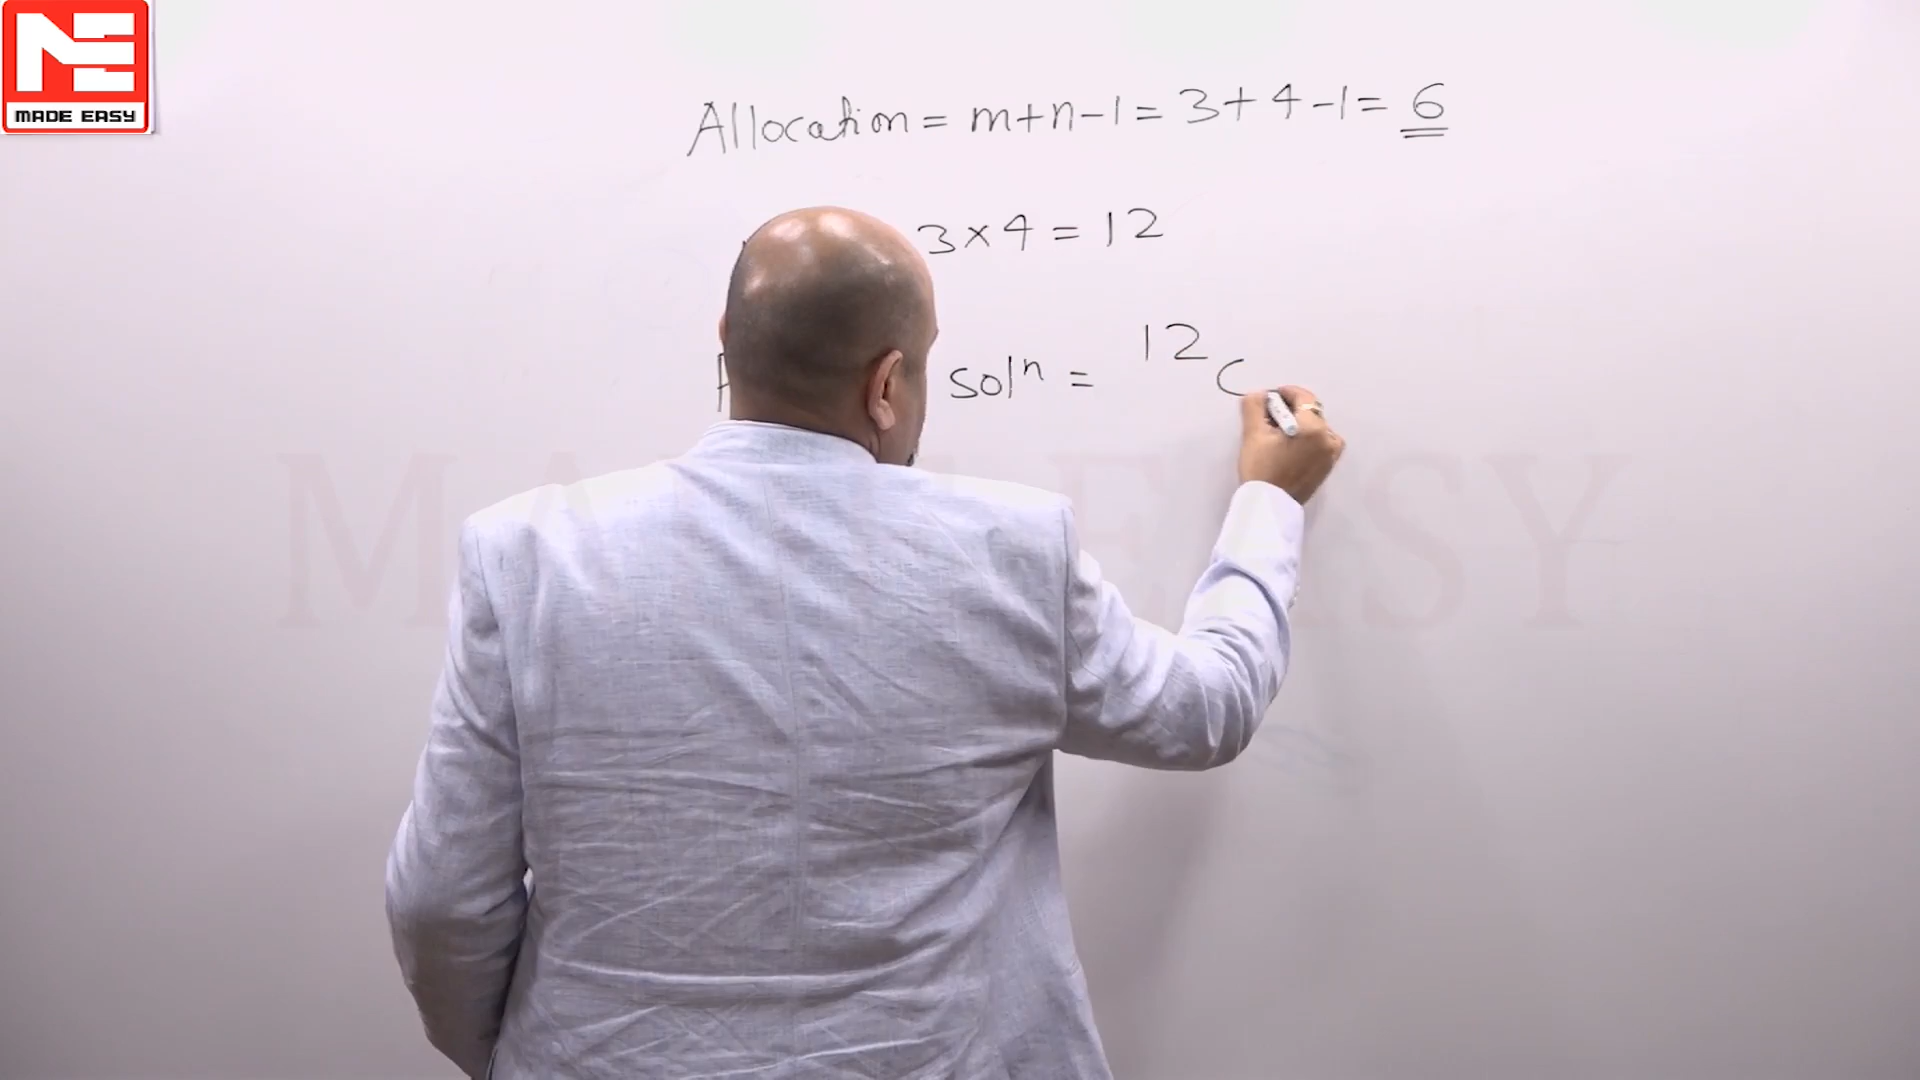 MADE EASY
Allocation = m+n-1 = 3+4-1 = 6
3×4 = 12
solⁿ = ¹²C